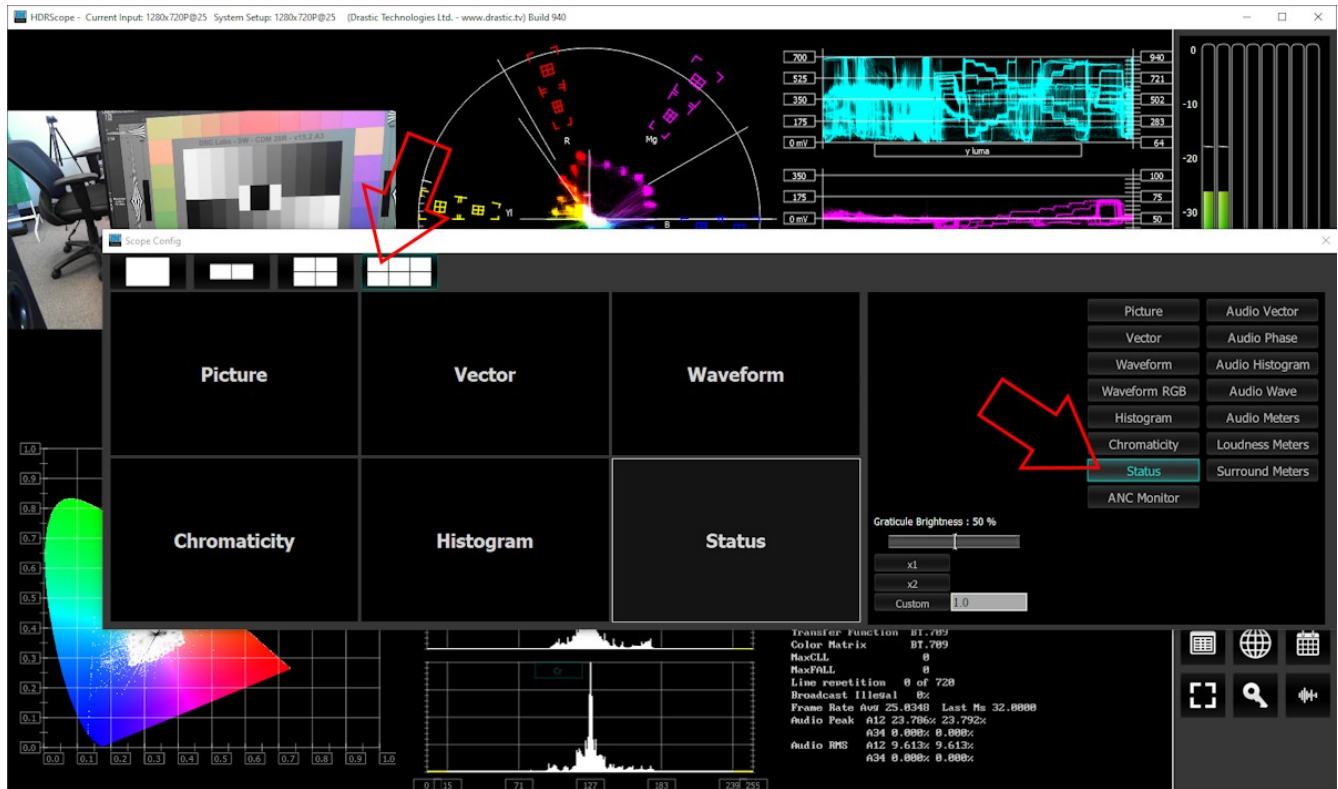 HDRScope - Current Input: 1280x720P@25 System Setup: 1280x720P@25 (Drastic Technologies Ltd. - www.drastic.tv) Build 940
DSC Labs - SW - CDM 28R - v15.2 A3
R
Mg
Yl
B
700
525
350
175
0 mV
940
721
502
283
64
y luma
350
175
0 mV
100
75
50
0
-10
-20
-30
Scope Config
Picture
Vector
Waveform
Chromaticity
Histogram
Status
Picture Audio Vector
Vector Audio Phase
Waveform Audio Histogram
Waveform RGB Audio Wave
Histogram Audio Meters
Chromaticity Loudness Meters
Status Surround Meters
ANC Monitor
Graticule Brightness : 50 %
x1
x2
Custom 1.0
1.0
0.9
0.8
0.7
0.6
0.5
0.4
0.3
0.2
0.1
0.0
0.0 0.1 0.2 0.3 0.4 0.5 0.6 0.7 0.8 0.9 1.0
Cr
0 15 71 127 183 239 255
Transfer Function BT.709
Color Matrix BT.709
MaxCLL 0
MaxFALL 0
Line repetition 0 of 720
Broadcast Illegal 0%
Frame Rate Avg 25.0348 Last Ms 32.0000
Audio Peak A12 23.786% 23.792%
A34 0.000% 0.000%
Audio RMS A12 9.613% 9.613%
A34 0.000% 0.000%